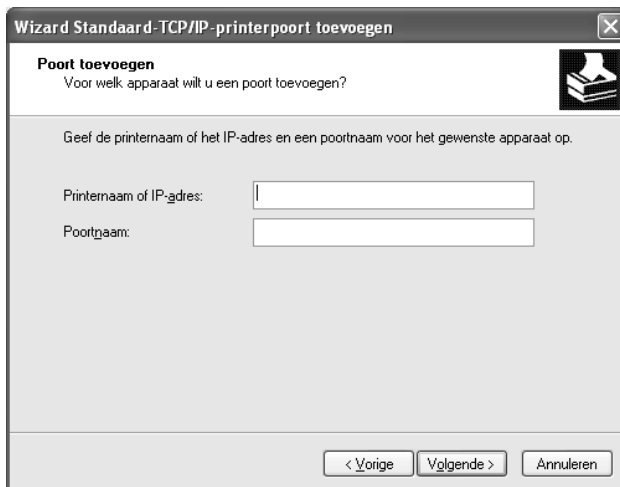 Wizard Standaard-TCP/IP-printerpoort toevoegen
Poort toevoegen
Voor welk apparaat wilt u een poort toevoegen?
Geef de printernaam of het IP-adres en een poortnaam voor het gewenste apparaat op.
Printernaam of IP-adres:
Poortnaam:
< Vorige
Volgende >
Annuleren